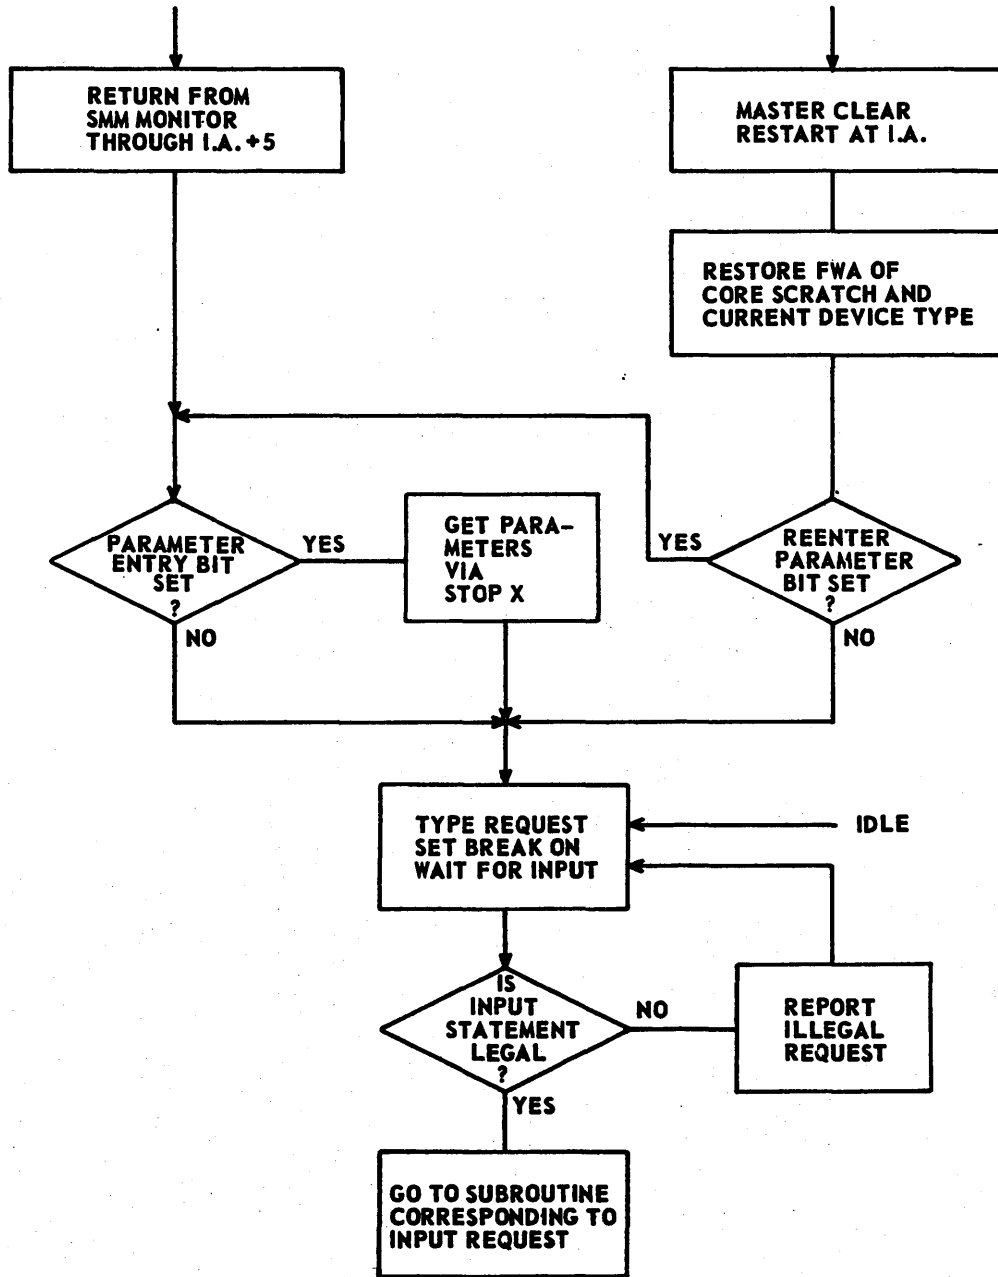 RETURN FROM
SMM MONITOR
THROUGH I.A. +5
MASTER CLEAR
RESTART AT I.A.
RESTORE FWA OF
CORE SCRATCH AND
CURRENT DEVICE TYPE
PARAMETER
ENTRY BIT
SET
?
YES
NO
GET PARA-
METERS
VIA
STOP X
YES
REENTER
PARAMETER
BIT SET
?
NO
TYPE REQUEST
SET BREAK ON
WAIT FOR INPUT
IDLE
IS
INPUT
STATEMENT
LEGAL
?
NO
YES
REPORT
ILLEGAL
REQUEST
GO TO SUBROUTINE
CORRESPONDING TO
INPUT REQUEST